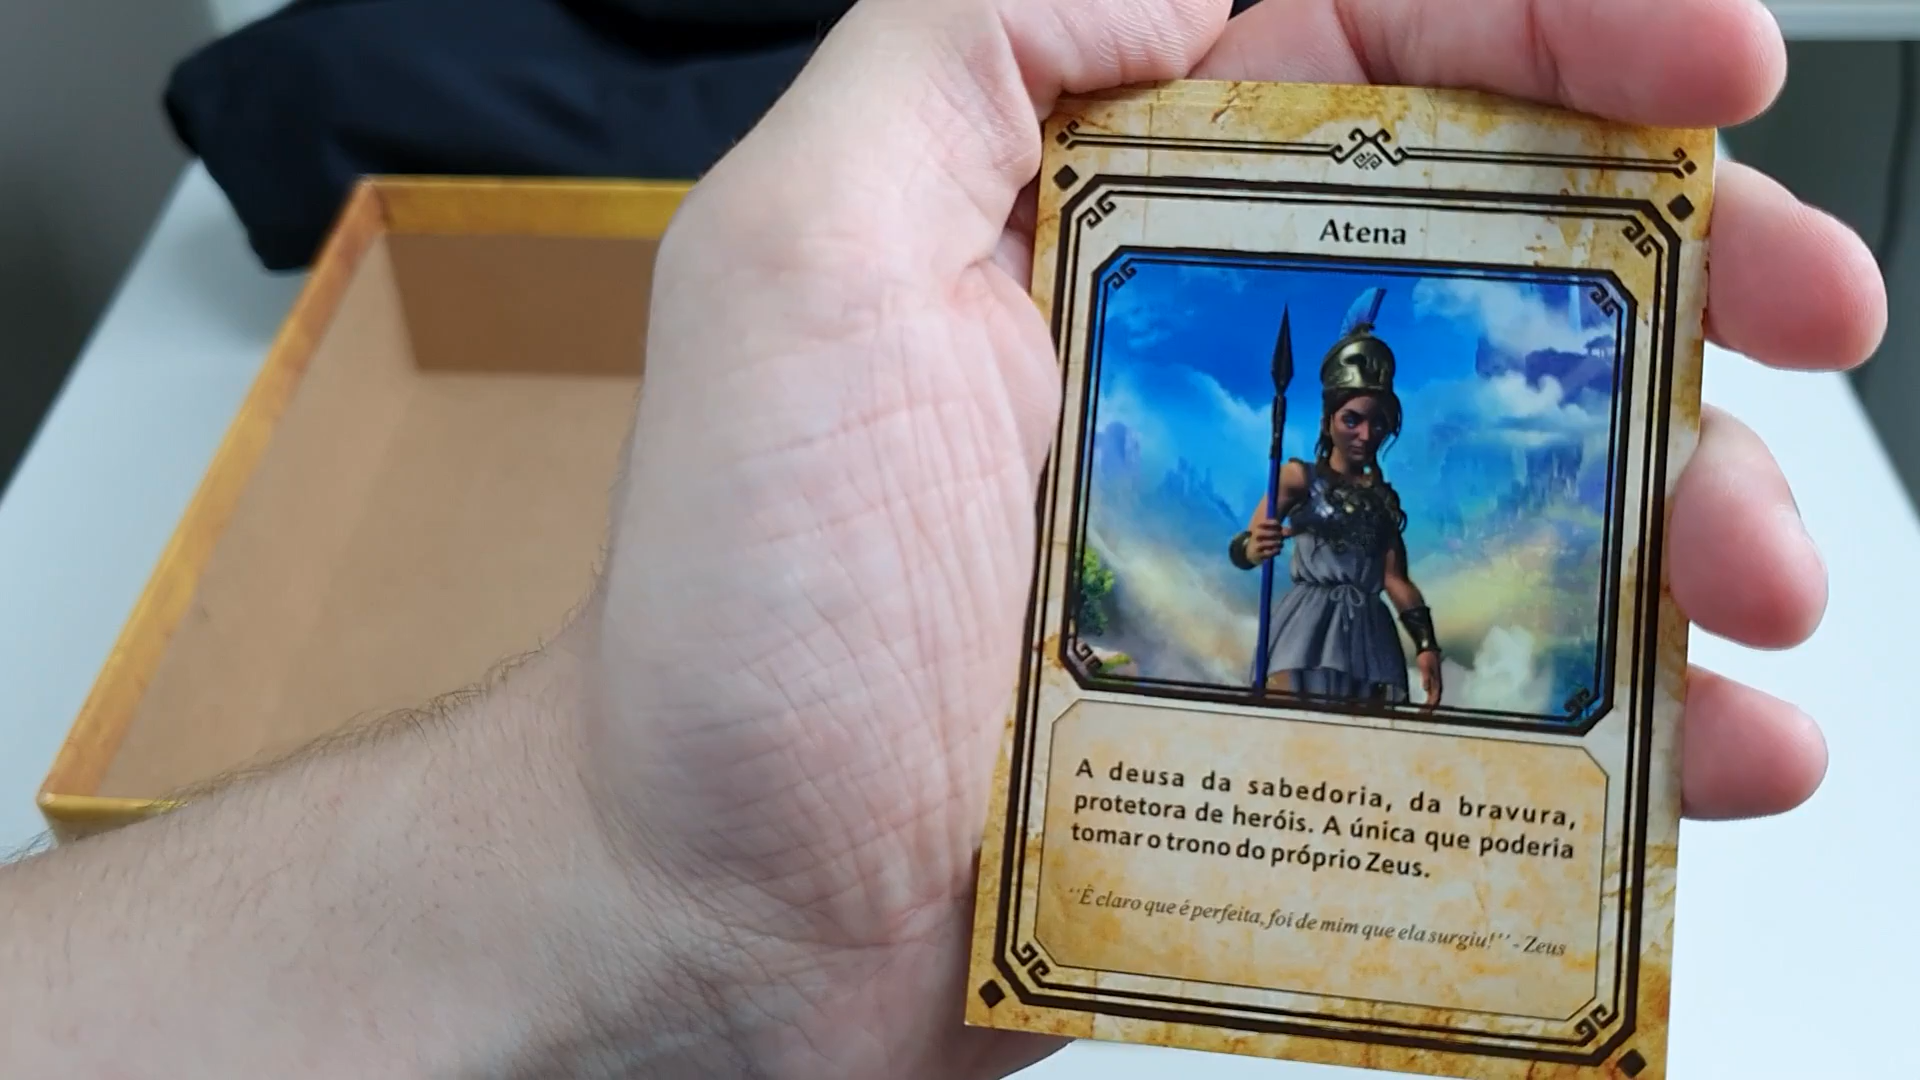 Atena
A deusa da sabedoria, da bravura,
protetora de heróis. A única que poderia
tomar o trono do próprio Zeus.
‘‘É claro que é perfeita, foi de mim que ela surgiu!’’ - Zeus